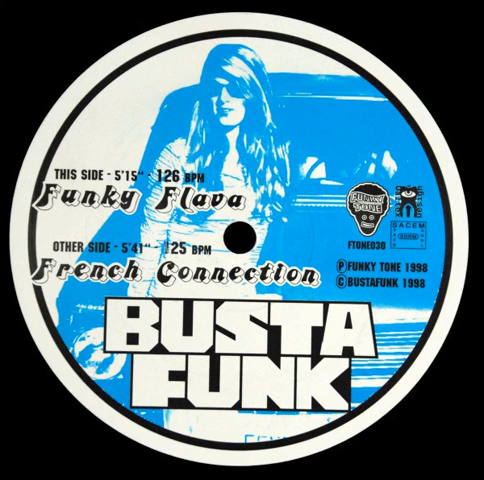 THIS SIDE - 5'15" - 126 BPM
Funky Flava
OTHER SIDE - 5'41" - 125 BPM
French Connection
FUNKY TONE
FTONE030
SACEM
Ⓟ FUNKY TONE 1998
Ⓒ BUSTAFUNK 1998
BUSTA
FUNK